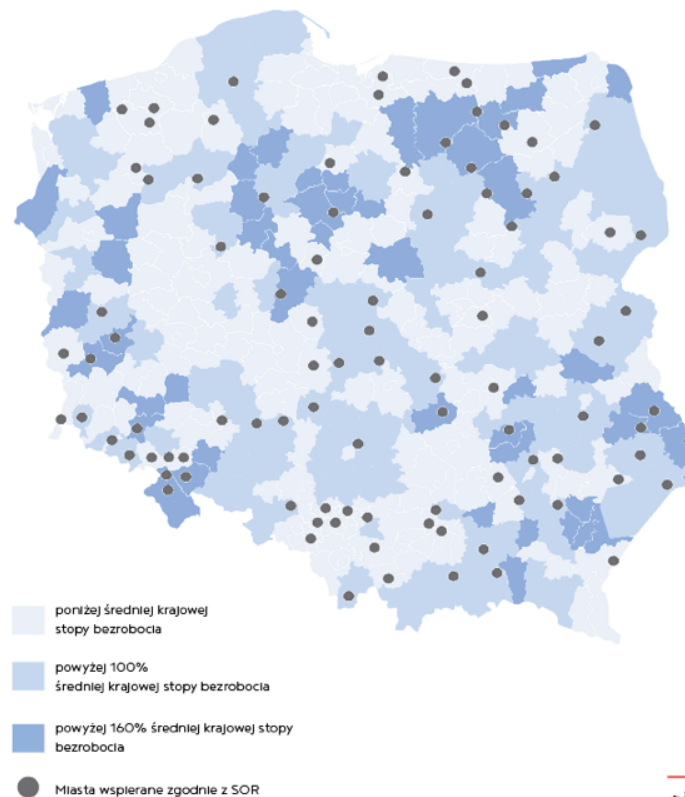 poniżej średniej krajowej
stopy bezrobocia
powyżej 100%
średniej krajowej stopy bezrobocia
powyżej 160% średniej krajowej stopy
bezrobocia
Miasta wspierane zgodnie z SOR